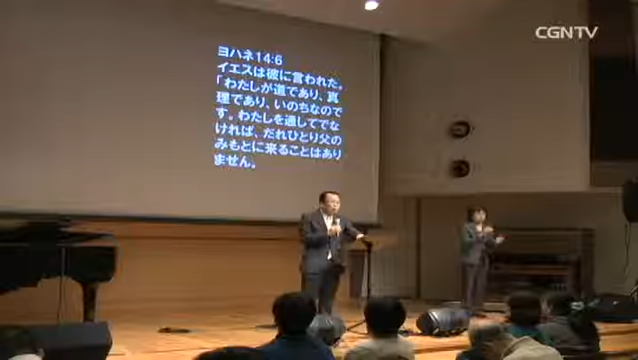 CGNTV
ヨハネ14:6
イエスは彼に言われた。
「わたしが道であり、真
理であり、いのちなので
す。わたしを通してでな
ければ、だれひとり父の
みもとに来ることはあり
ません。